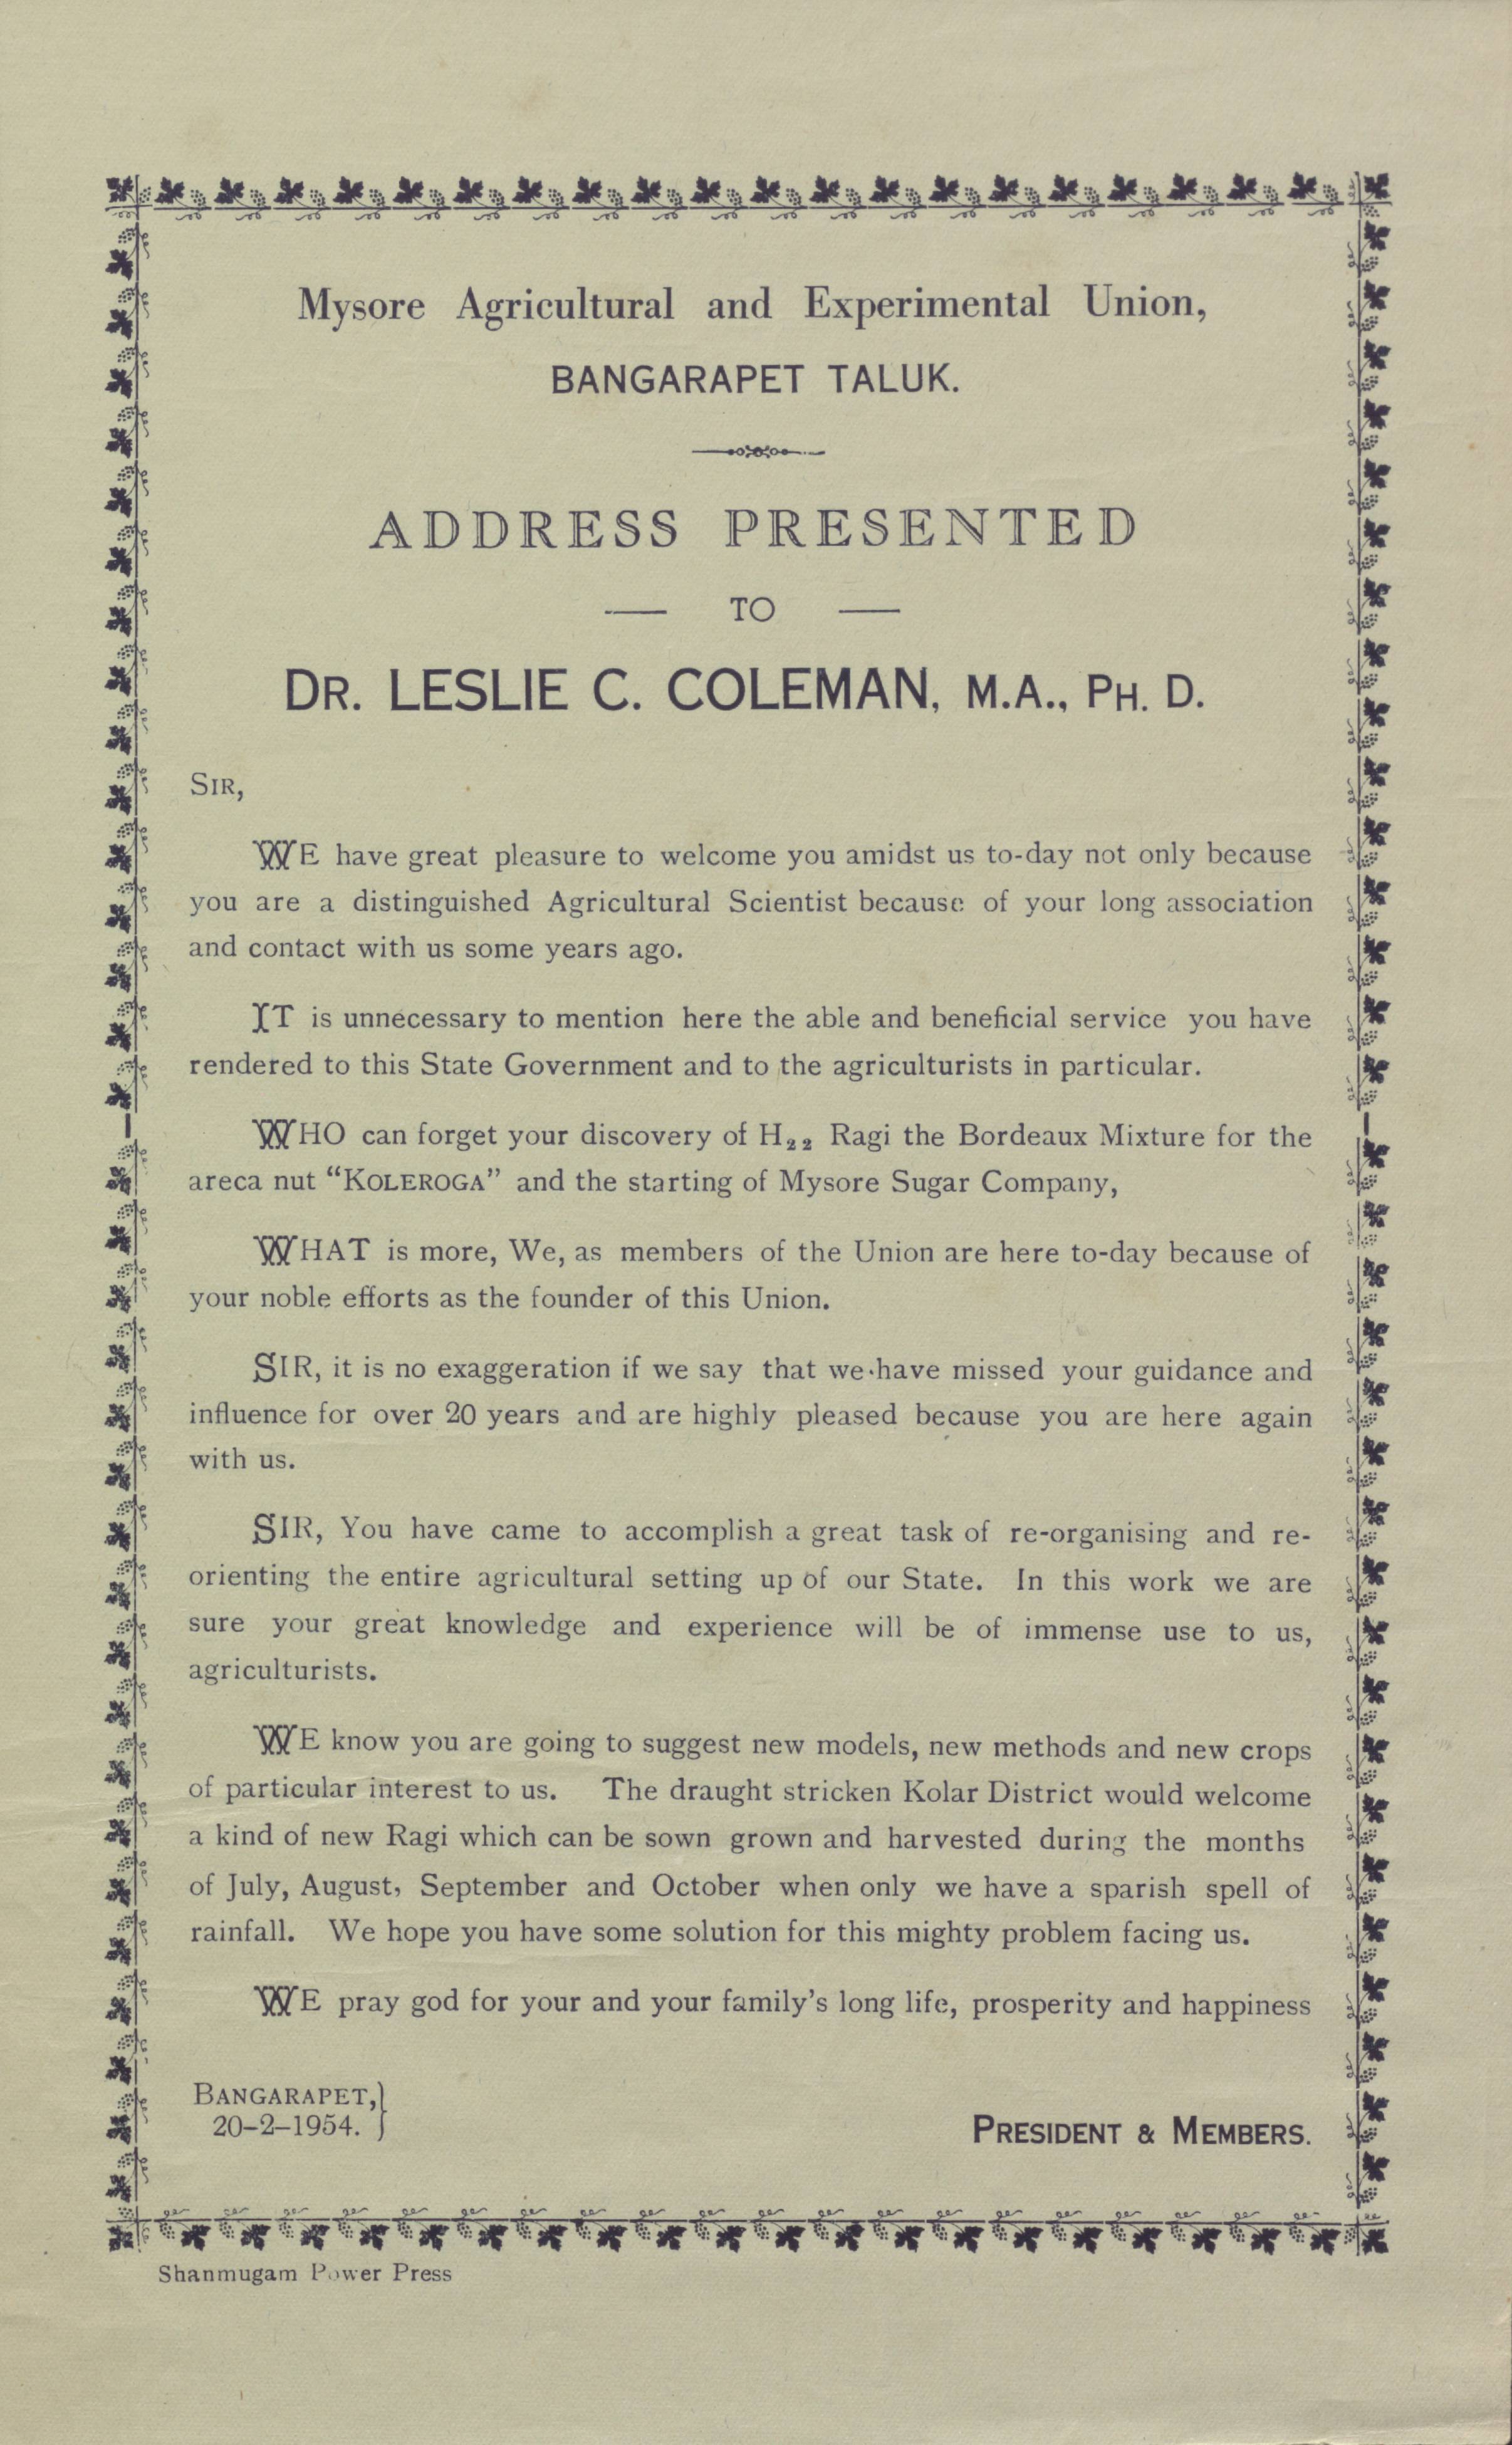 Mysore Agricultural and Experimental Union,
BANGARAPET TALUK.
ADDRESS PRESENTED
— TO —
DR. LESLIE C. COLEMAN, M.A., PH. D.
SIR,
WE have great pleasure to welcome you amidst us to-day not only because
you are a distinguished Agricultural Scientist because of your long association
and contact with us some years ago.
IT is unnecessary to mention here the able and beneficial service you have
rendered to this State Government and to the agriculturists in particular.
WHO can forget your discovery of H₂₂ Ragi the Bordeaux Mixture for the
areca nut “KOLEROGA” and the starting of Mysore Sugar Company,
WHAT is more, We, as members of the Union are here to-day because of
your noble efforts as the founder of this Union.
SIR, it is no exaggeration if we say that we have missed your guidance and
influence for over 20 years and are highly pleased because you are here again
with us.
SIR, You have came to accomplish a great task of re-organising and re-
orienting the entire agricultural setting up of our State. In this work we are
sure your great knowledge and experience will be of immense use to us,
agriculturists.
WE know you are going to suggest new models, new methods and new crops
of particular interest to us. The draught stricken Kolar District would welcome
a kind of new Ragi which can be sown grown and harvested during the months
of July, August, September and October when only we have a sparish spell of
rainfall. We hope you have some solution for this mighty problem facing us.
WE pray god for your and your family’s long life, prosperity and happiness
BANGARAPET,}
20–2–1954.
PRESIDENT & MEMBERS.
Shanmugam Power Press